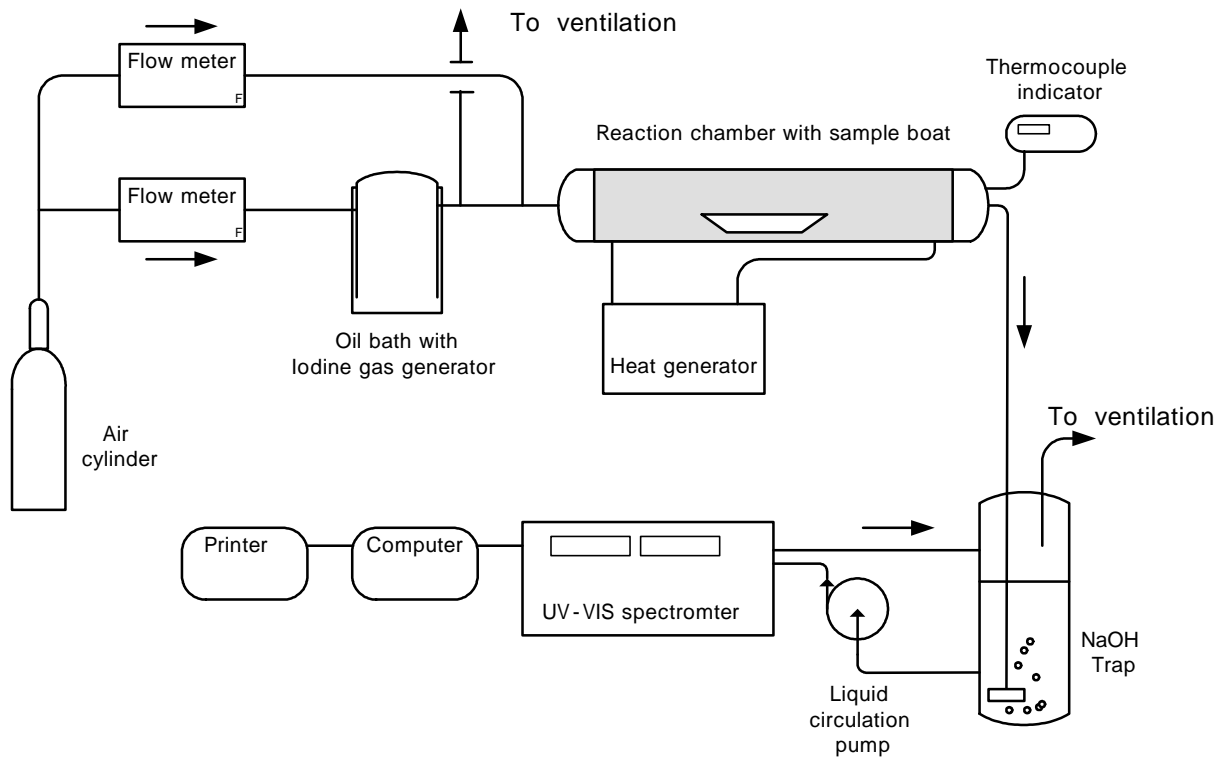 To ventilation
Flow meter
F
Thermocouple
indicator
Reaction chamber with sample boat
Flow meter
F
Oil bath with
Iodine gas generator
Heat generator
Air
cylinder
To ventilation
Printer
Computer
UV-VIS spectromter
NaOH
Trap
Liquid
circulation
pump